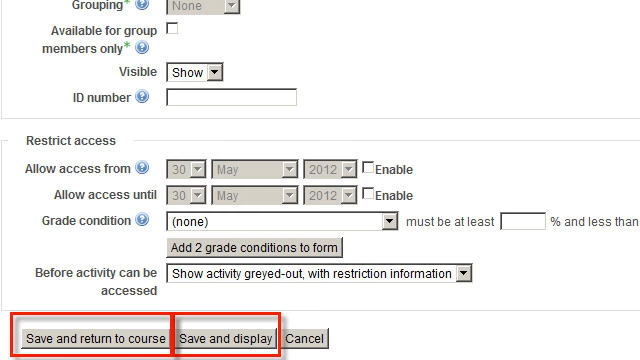 Grouping*
None
Available for group
members only*
Visible
Show
ID number
Restrict access
Allow access from
30 May 2012 Enable
Allow access until
30 May 2012 Enable
Grade condition
(none) must be at least % and less than
Add 2 grade conditions to form
Before activity can be
accessed
Show activity greyed-out, with restriction information
Save and return to course Save and display Cancel